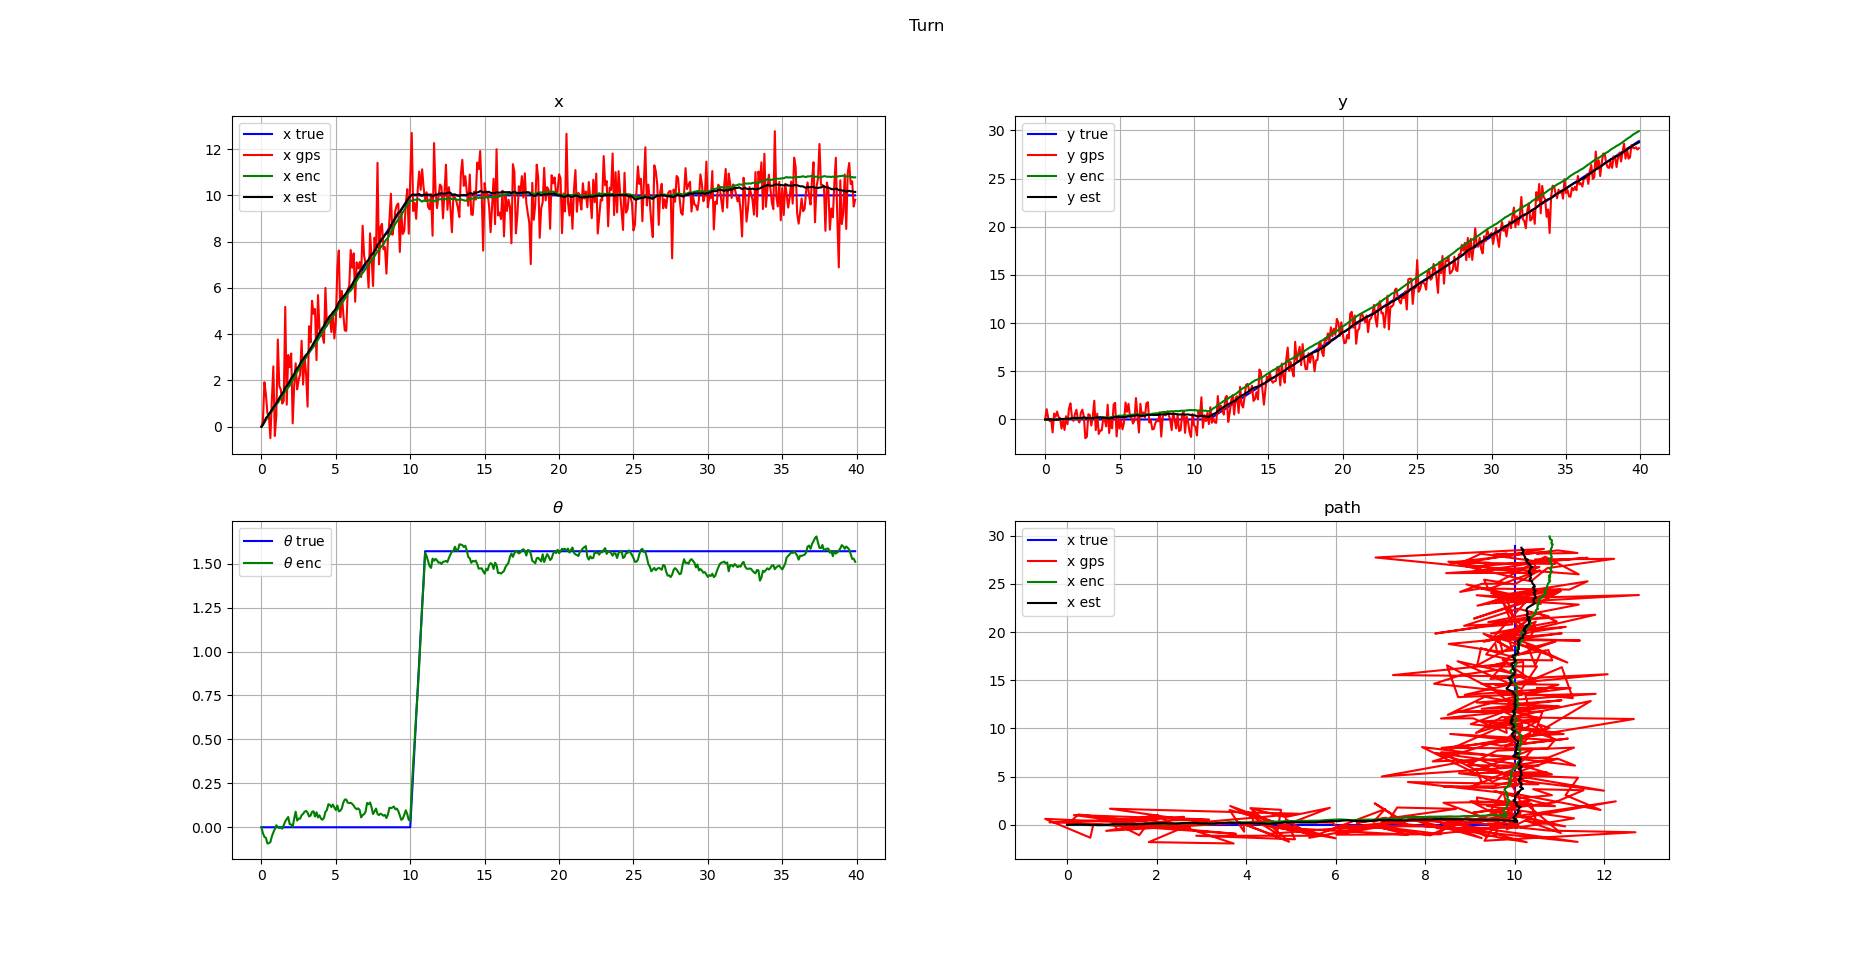 Turn
x
x true
x gps
x enc
x est
12
10
8
6
4
2
0
0 5 10 15 20 25 30 35 40
y
y true
y gps
y enc
y est
30
25
20
15
10
5
0
0 5 10 15 20 25 30 35 40
θ
θ true
θ enc
1.50
1.25
1.00
0.75
0.50
0.25
0.00
0 5 10 15 20 25 30 35 40
path
x true
x gps
x enc
x est
30
25
20
15
10
5
0
0 2 4 6 8 10 12